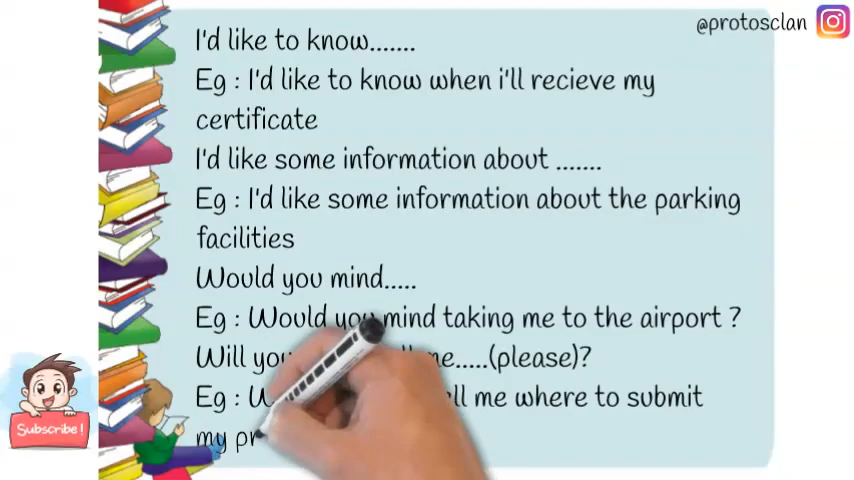 @protosclan
I'd like to know.......
Eg : I'd like to know when i'll recieve my
certificate
I'd like some information about .......
Eg : I'd like some information about the parking
facilities
Would you mind.....
Eg : Would you mind taking me to the airport ?
Will you me.....(please)?
Eg : me where to submit
my
Subscribe!